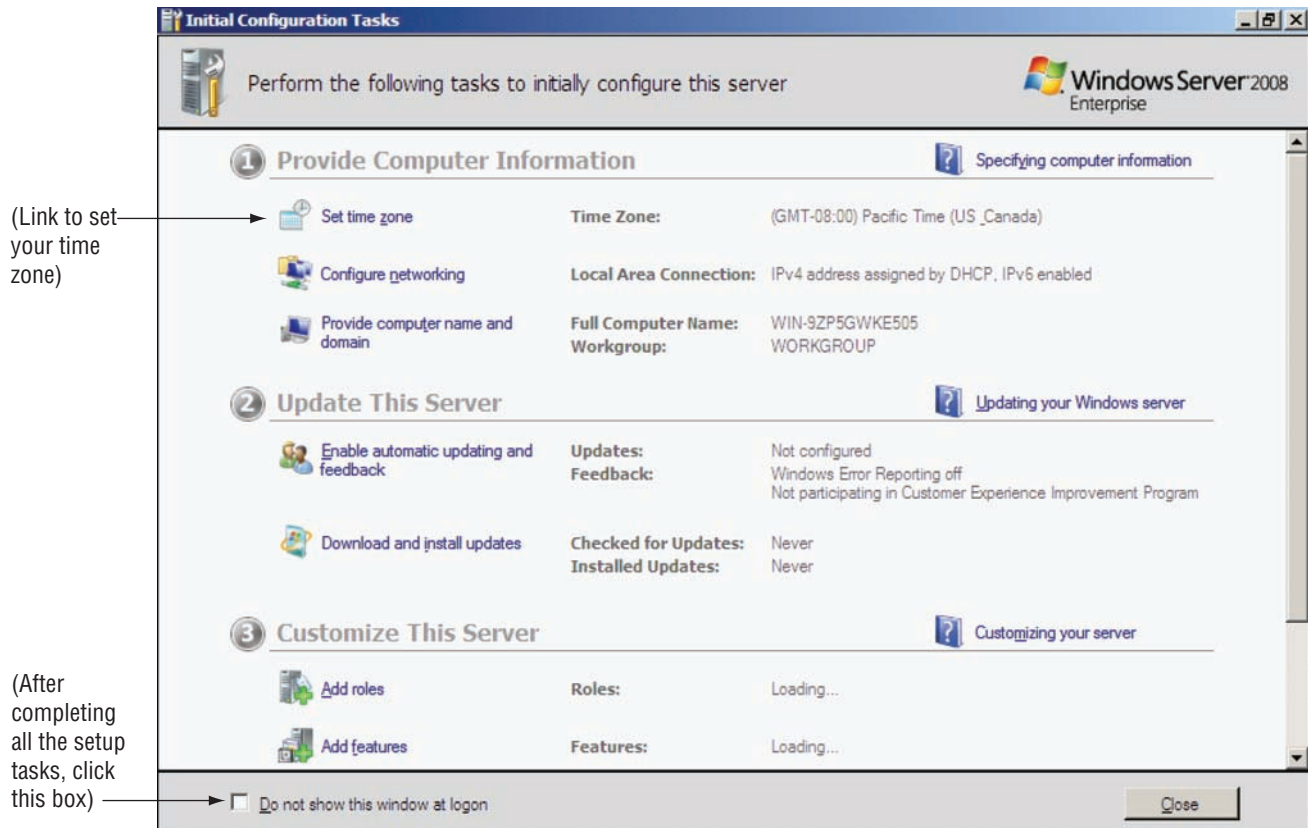 Initial Configuration Tasks
Perform the following tasks to initially configure this server
Windows Server 2008
Enterprise
1 Provide Computer Information
Specifying computer information
(Link to set your time zone)
Set time zone
Time Zone: (GMT-08:00) Pacific Time (US _Canada)
Configure networking
Local Area Connection: IPv4 address assigned by DHCP, IPv6 enabled
Provide computer name and domain
Full Computer Name: WIN-9ZP5GWKE505
Workgroup: WORKGROUP
2 Update This Server
Updating your Windows server
Enable automatic updating and feedback
Updates: Not configured
Feedback: Windows Error Reporting off
Not participating in Customer Experience Improvement Program
Download and install updates
Checked for Updates: Never
Installed Updates: Never
3 Customize This Server
Customizing your server
Add roles
Roles: Loading...
Add features
Features: Loading...
(After completing all the setup tasks, click this box)
Do not show this window at logon
Close